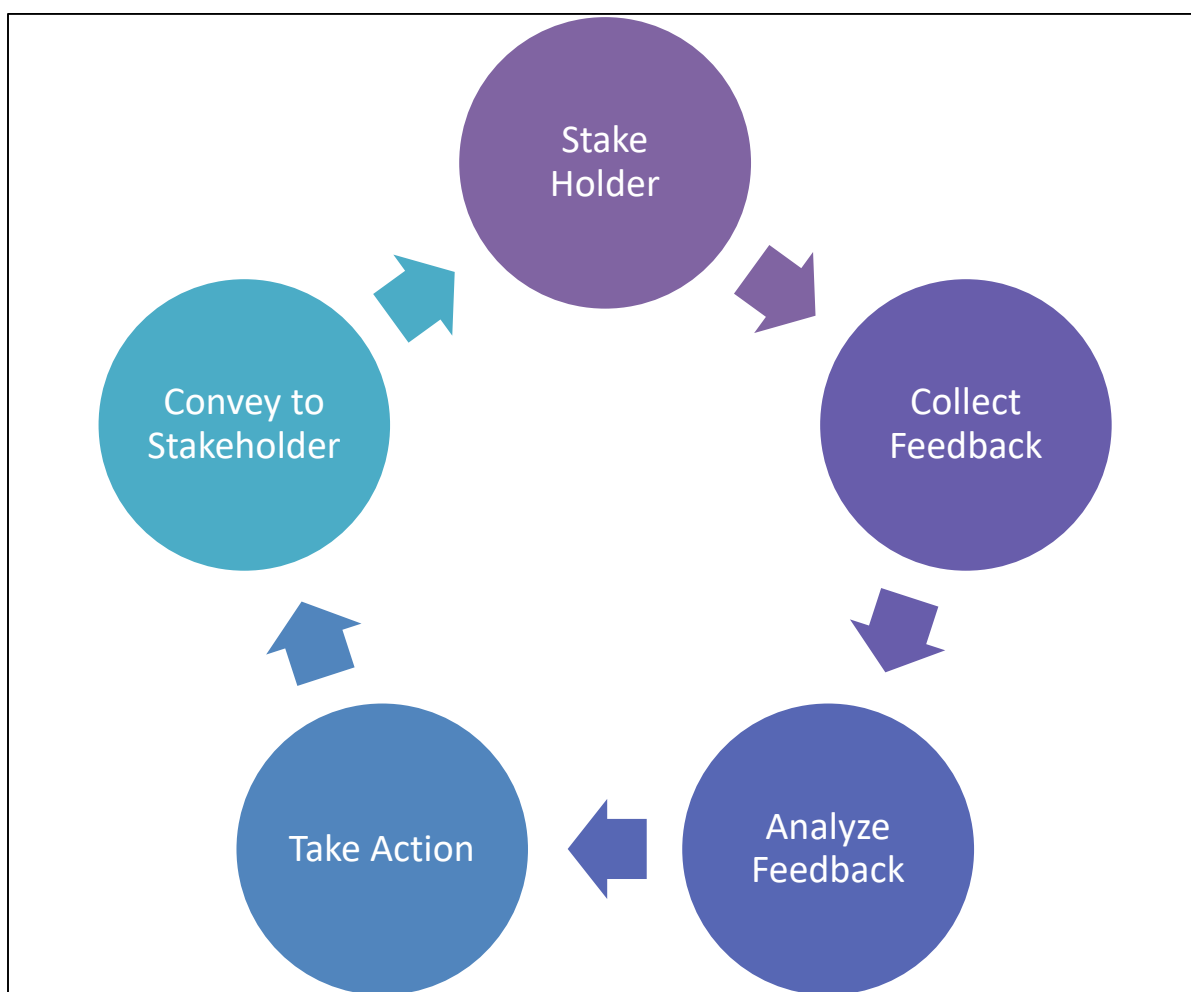 Stake
Holder
Collect
Feedback
Analyze
Feedback
Take Action
Convey to
Stakeholder